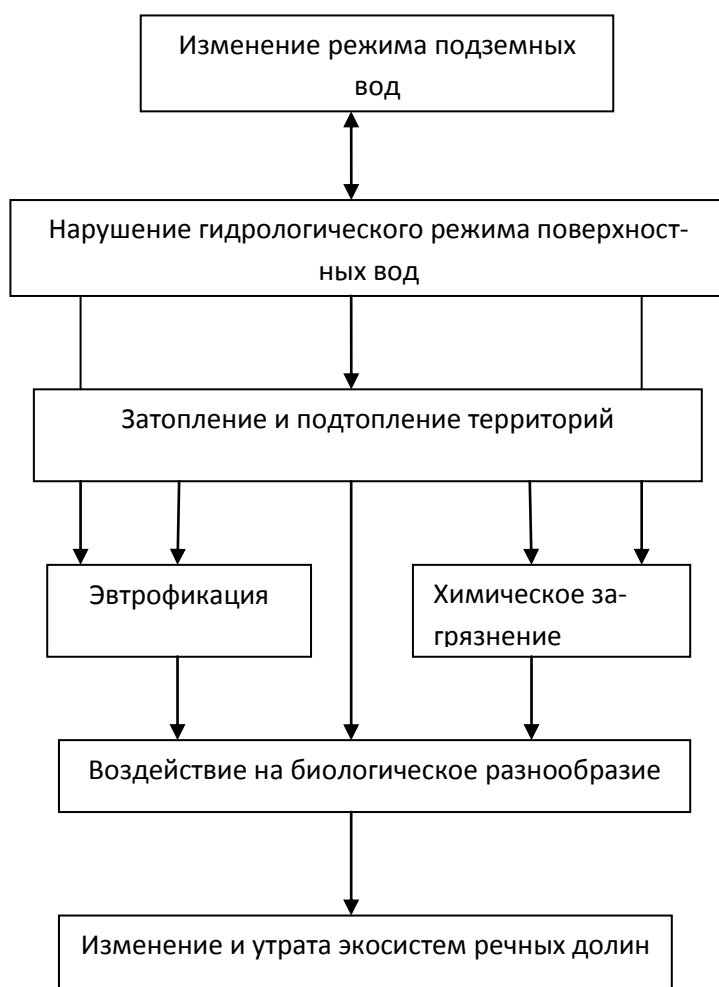 Изменение режима подземных
вод
Нарушение гидрологического режима поверхност-
ных вод
Затопление и подтопление территорий
Эвтрофикация
Химическое за-
грязнение
Воздействие на биологическое разнообразие
Изменение и утрата экосистем речных долин